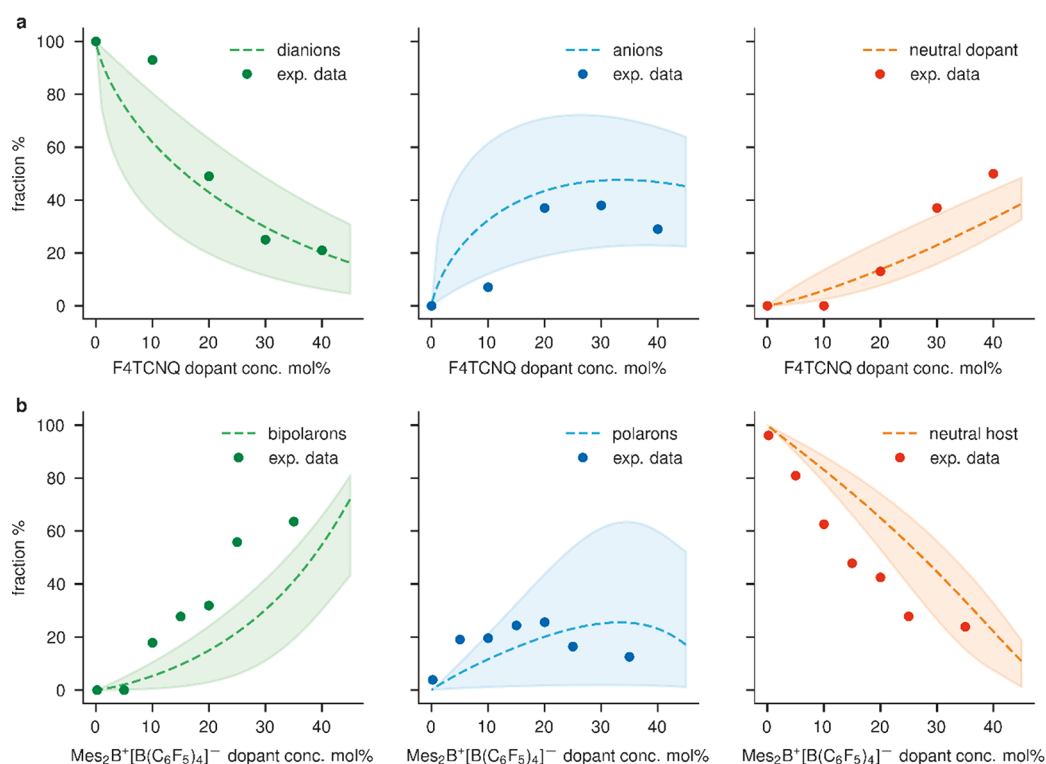 a
fraction %
100
80
60
40
20
0
dianions
exp. data
0 10 20 30 40
F4TCNQ dopant conc. mol%
anions
exp. data
0 10 20 30 40
F4TCNQ dopant conc. mol%
neutral dopant
exp. data
0 10 20 30 40
F4TCNQ dopant conc. mol%
b
fraction %
100
80
60
40
20
0
bipolarons
exp. data
0 10 20 30 40
Mes₂B⁺[B(C₆F₅)₄]⁻ dopant conc. mol%
polarons
exp. data
0 10 20 30 40
Mes₂B⁺[B(C₆F₅)₄]⁻ dopant conc. mol%
neutral host
exp. data
0 10 20 30 40
Mes₂B⁺[B(C₆F₅)₄]⁻ dopant conc. mol%